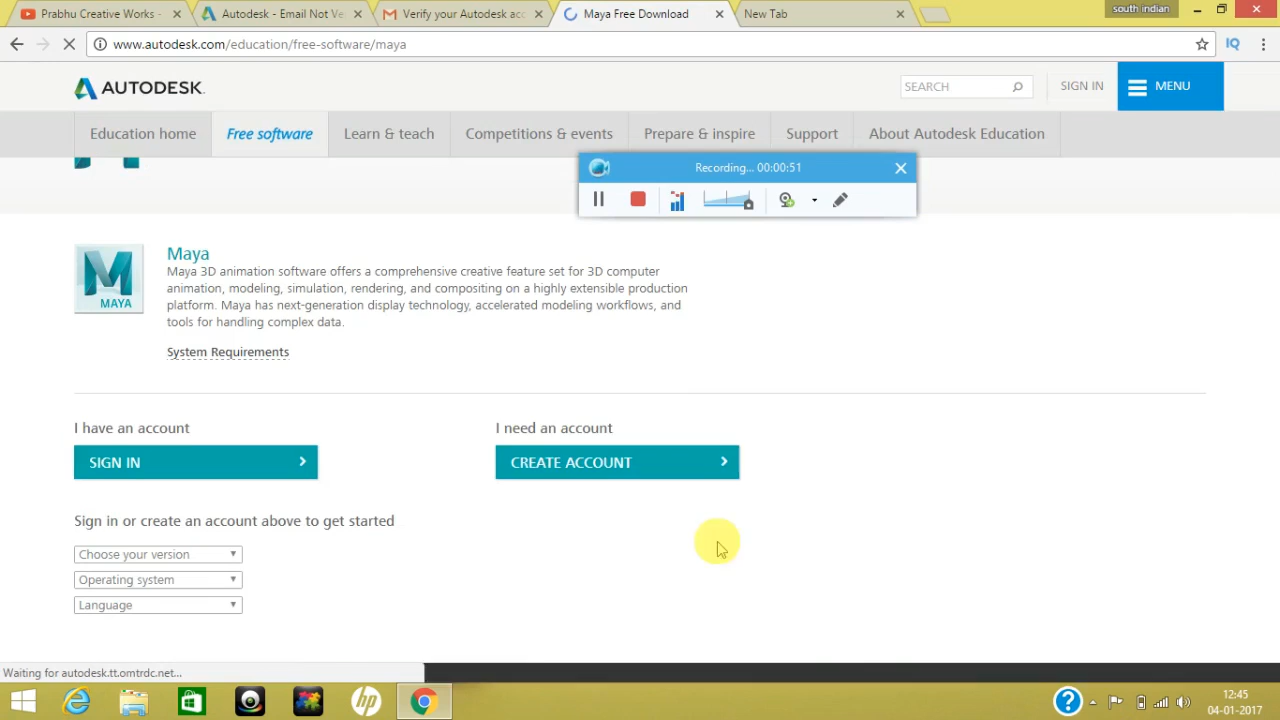 Prabhu Creative Works -
Autodesk - Email Not Ve
Verify your Autodesk acc
Maya Free Download
New Tab
south indian
www.autodesk.com/education/free-software/maya
IQ
AUTODESK.
SEARCH
SIGN IN
MENU
Education home
Free software
Learn & teach
Competitions & events
Prepare & inspire
Support
About Autodesk Education
Recording... 00:00:51
Maya
Maya 3D animation software offers a comprehensive creative feature set for 3D computer
animation, modeling, simulation, rendering, and compositing on a highly extensible production
platform. Maya has next-generation display technology, accelerated modeling workflows, and
tools for handling complex data.
M
MAYA
System Requirements
I have an account
I need an account
SIGN IN
CREATE ACCOUNT
Sign in or create an account above to get started
Choose your version
Operating system
Language
Waiting for autodesk.tt.omtrdc.net...
hp
12:45
04-01-2017